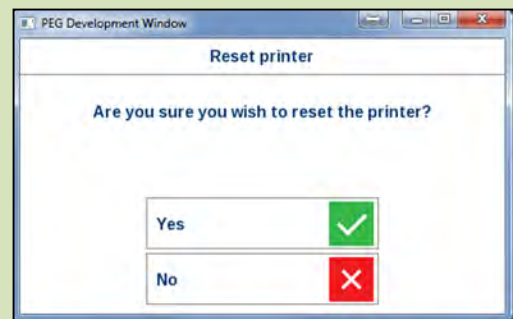 PEG Development Window
Reset printer
Are you sure you wish to reset the printer?
Yes
No